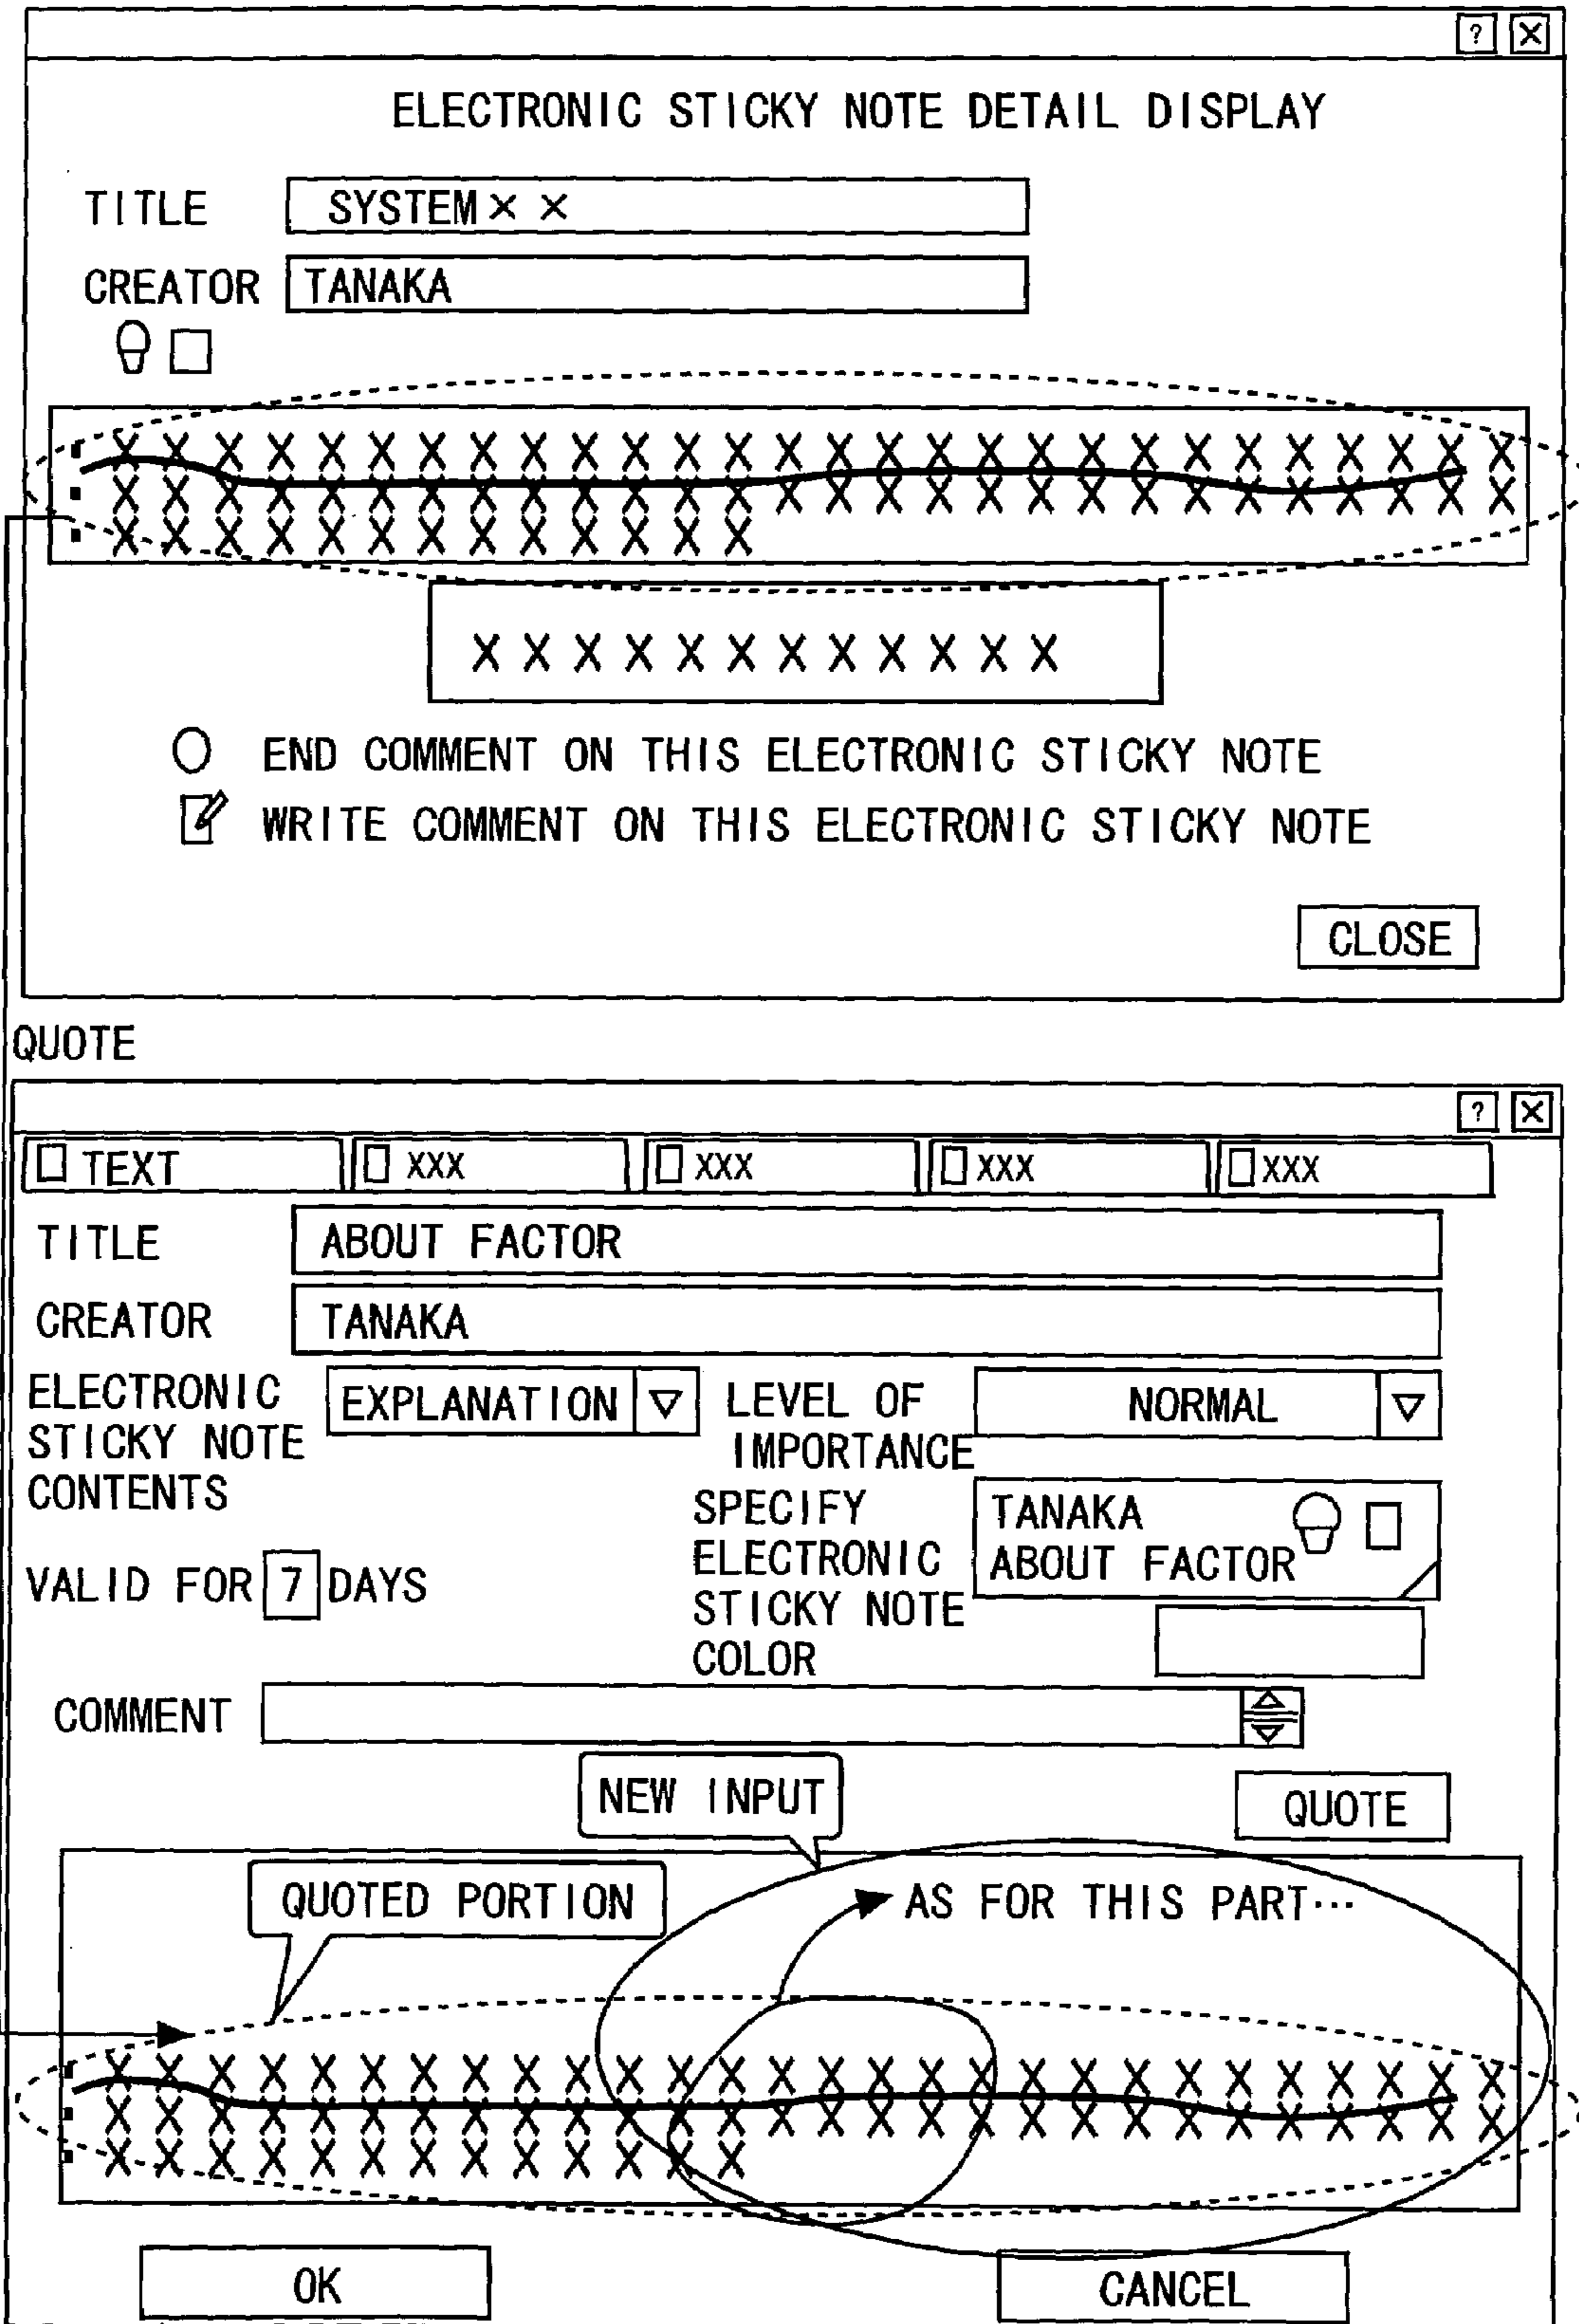 ? X
ELECTRONIC STICKY NOTE DETAIL DISPLAY
TITLE SYSTEM× ×
CREATOR TANAKA
X X X X X X X X X X X X X X X X X X X X X X X X X X X X
X X X X X X X X X X X X X X X X X X X X X X X X X X X X
X X X X X X X X X X X X X
X X X X X X X X X X X X
END COMMENT ON THIS ELECTRONIC STICKY NOTE
WRITE COMMENT ON THIS ELECTRONIC STICKY NOTE
CLOSE
QUOTE
? X
TEXT XXX XXX XXX XXX
TITLE ABOUT FACTOR
CREATOR TANAKA
ELECTRONIC
STICKY NOTE
CONTENTS
EXPLANATION
LEVEL OF
IMPORTANCE
NORMAL
VALID FOR 7 DAYS
SPECIFY
ELECTRONIC
STICKY NOTE
COLOR
TANAKA
ABOUT FACTOR
COMMENT
NEW INPUT
QUOTE
QUOTED PORTION
AS FOR THIS PART···
X X X X X X X X X X X X X X X X X X X X X X X X X X X X
X X X X X X X X X X X X X X X X X X X X X X X X X X X X
X X X X X X X X X X X X X
OK
CANCEL